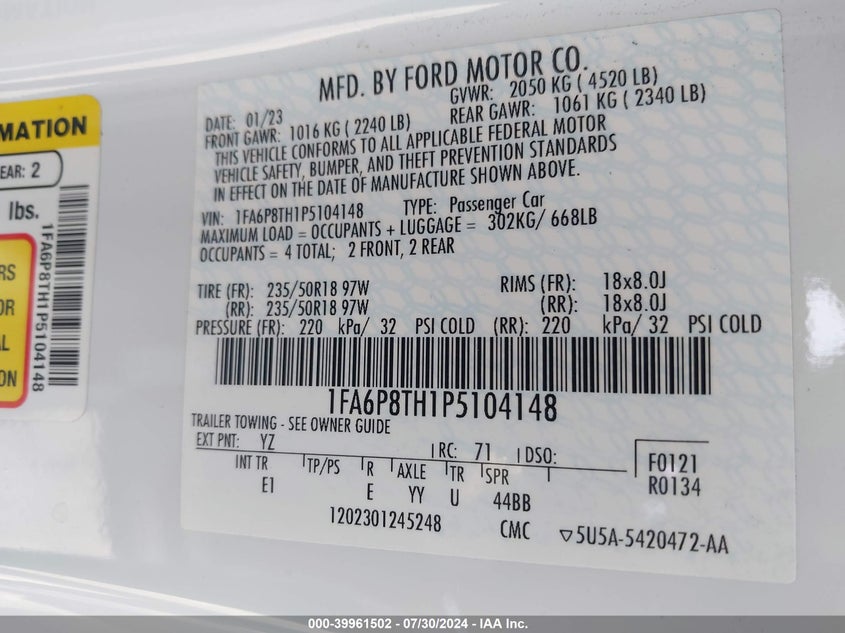 MATION
EAR: 2
lbs.
RS
OR
AL
ON
1FA6P8TH1P5104148
MFD. BY FORD MOTOR CO.
DATE: 01/23 GVWR: 2050 KG ( 4520 LB)
FRONT GAWR: 1016 KG ( 2240 LB) REAR GAWR: 1061 KG ( 2340 LB)
THIS VEHICLE CONFORMS TO ALL APPLICABLE FEDERAL MOTOR
VEHICLE SAFETY, BUMPER, AND THEFT PREVENTION STANDARDS
IN EFFECT ON THE DATE OF MANUFACTURE SHOWN ABOVE.
VIN: 1FA6P8TH1P5104148 TYPE: Passenger Car
MAXIMUM LOAD = OCCUPANTS + LUGGAGE = 302KG/ 668LB
OCCUPANTS = 4 TOTAL; 2 FRONT, 2 REAR
TIRE (FR): 235/50R18 97W RIMS (FR): 18x8.0J
(RR): 235/50R18 97W (RR): 18x8.0J
PRESSURE (FR): 220 kPa/ 32 PSI COLD (RR): 220 kPa/ 32 PSI COLD
1FA6P8TH1P5104148
TRAILER TOWING - SEE OWNER GUIDE
EXT PNT: YZ RC: 71 DSO: F0121
INT TR TP/PS R AXLE TR SPR R0134
E1 E YY U 44BB
1202301245248 CMC ▽5U5A-5420472-AA
000-39961502 - 07/30/2024 - IAA Inc.